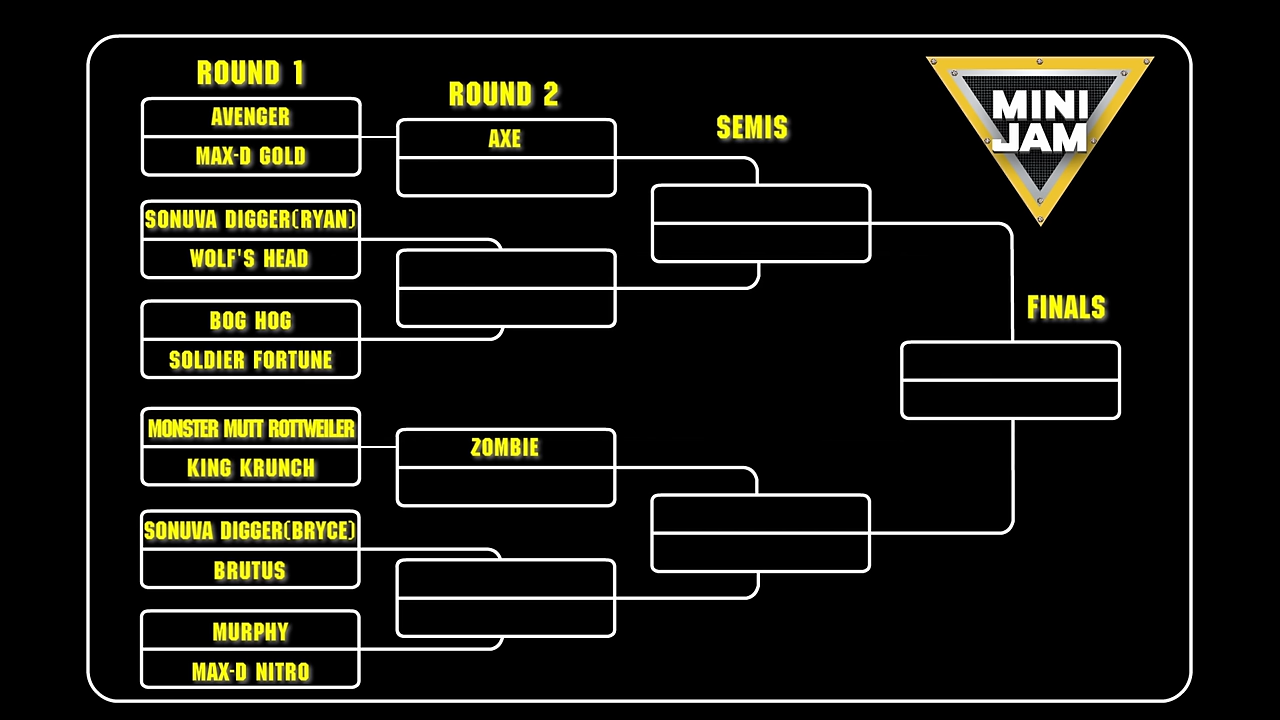 ROUND 1
AVENGER
MAX-D GOLD
SONUVA DIGGER(RYAN)
WOLF'S HEAD
BOG HOG
SOLDIER FORTUNE
MONSTER MUTT ROTTWEILER
KING KRUNCH
SONUVA DIGGER(BRYCE)
BRUTUS
MURPHY
MAX-D NITRO
ROUND 2
AXE
ZOMBIE
SEMIS
FINALS
MINI
JAM